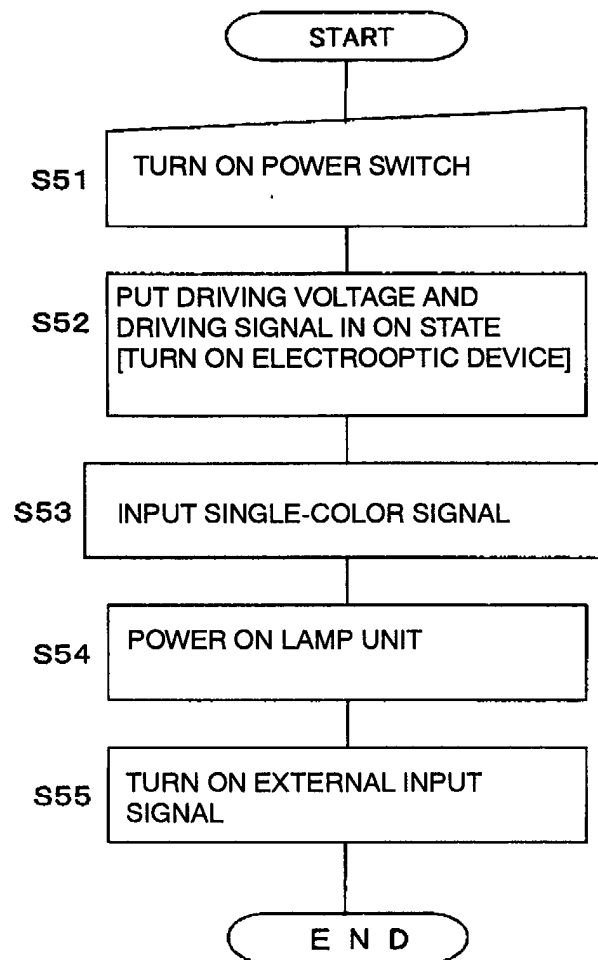 START
S51
TURN ON POWER SWITCH
S52
PUT DRIVING VOLTAGE AND
DRIVING SIGNAL IN ON STATE
[TURN ON ELECTROOPTIC DEVICE]
S53
INPUT SINGLE-COLOR SIGNAL
S54
POWER ON LAMP UNIT
S55
TURN ON EXTERNAL INPUT
SIGNAL
E N D